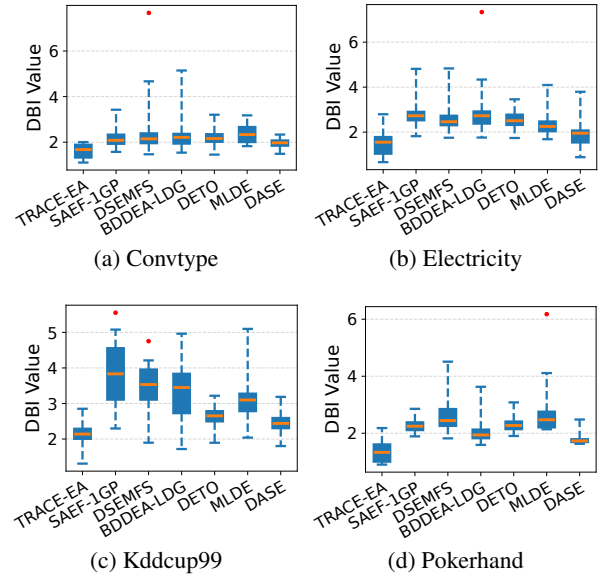 DBI Value
6
4
2
TRACE-EA
SAEF-1GP
DSEMFS
BDDEA-LDG
DETO
MLDE
DASE
(a) Convtype
DBI Value
6
4
2
TRACE-EA
SAEF-1GP
DSEMFS
BDDEA-LDG
DETO
MLDE
DASE
(b) Electricity
DBI Value
5
4
3
2
TRACE-EA
SAEF-1GP
DSEMFS
BDDEA-LDG
DETO
MLDE
DASE
(c) Kddcup99
DBI Value
6
4
2
TRACE-EA
SAEF-1GP
DSEMFS
BDDEA-LDG
DETO
MLDE
DASE
(d) Pokerhand